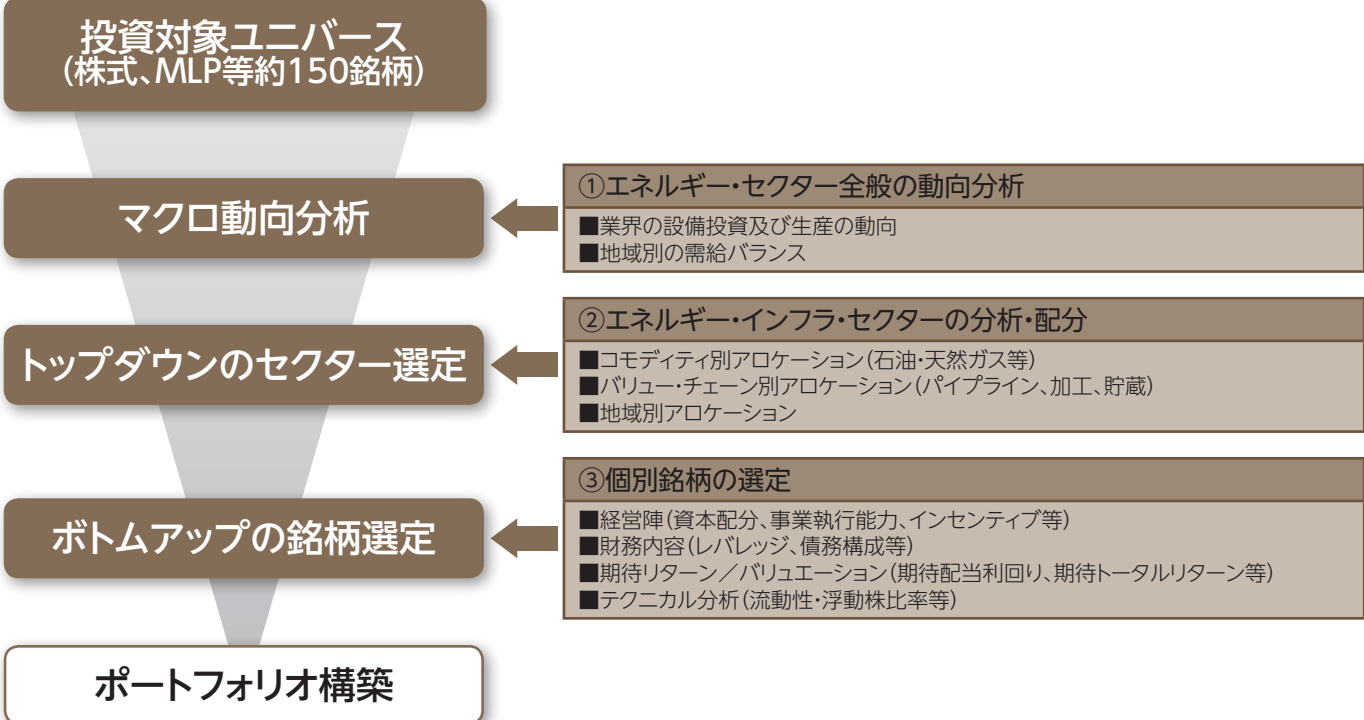 投資対象ユニバース
(株式、MLP等約150銘柄)
マクロ動向分析
①エネルギー・セクター全般の動向分析
■業界の設備投資及び生産の動向
■地域別の需給バランス
トップダウンのセクター選定
②エネルギー・インフラ・セクターの分析・配分
■コモディティ別アロケーション(石油・天然ガス等)
■バリュー・チェーン別アロケーション(パイプライン、加工、貯蔵)
■地域別アロケーション
ボトムアップの銘柄選定
③個別銘柄の選定
■経営陣(資本配分、事業執行能力、インセンティブ等)
■財務内容(レバレッジ、債務構成等)
■期待リターン／バリュエーション(期待配当利回り、期待トータルリターン等)
■テクニカル分析(流動性・浮動株比率等)
ポートフォリオ構築